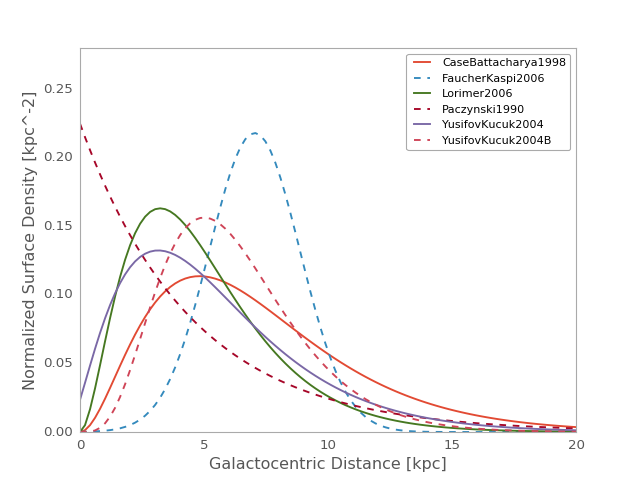 CaseBattacharya1998
FaucherKaspi2006
Lorimer2006
Paczynski1990
YusifovKucuk2004
YusifovKucuk2004B
Normalized Surface Density [kpc^-2]
0.25
0.20
0.15
0.10
0.05
0.00
0 5 10 15 20
Galactocentric Distance [kpc]